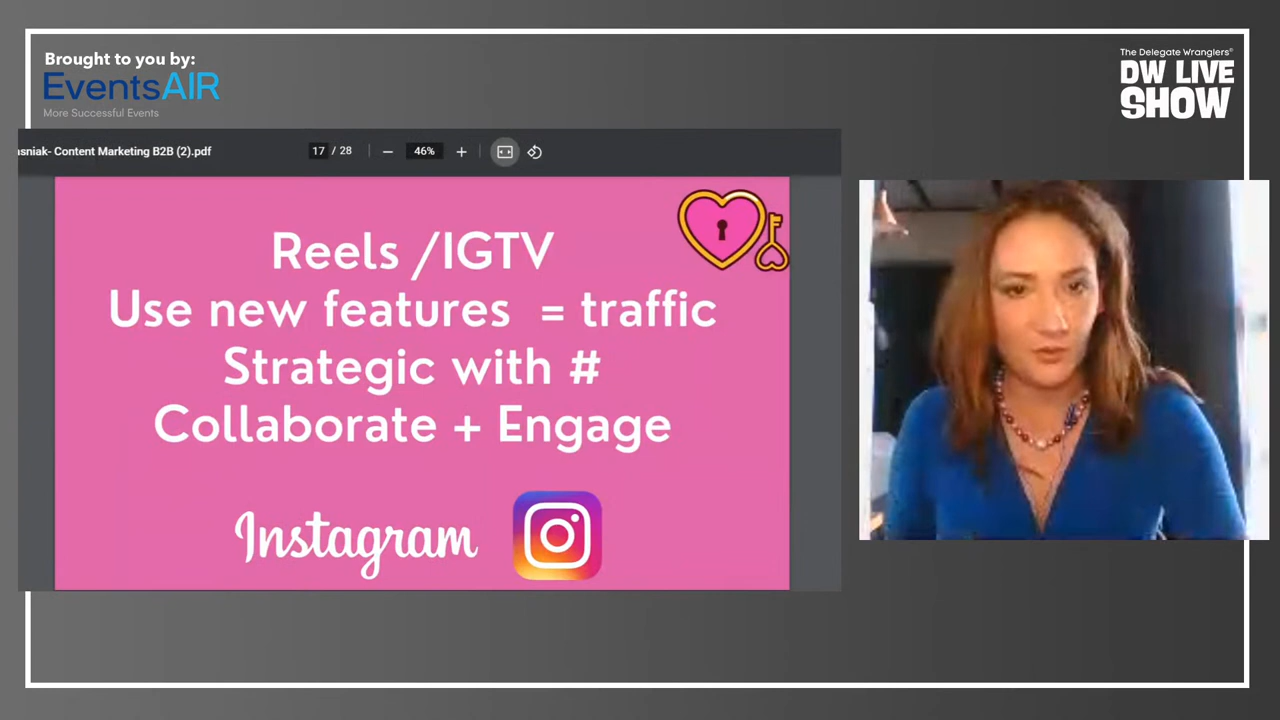 Brought to you by:
EventsAIR
More Successful Events
The Delegate Wranglers®
DW LIVE
SHOW
sniak- Content Marketing B2B (2).pdf
17 / 28
46%
Reels /IGTV
Use new features = traffic
Strategic with #
Collaborate + Engage
Instagram